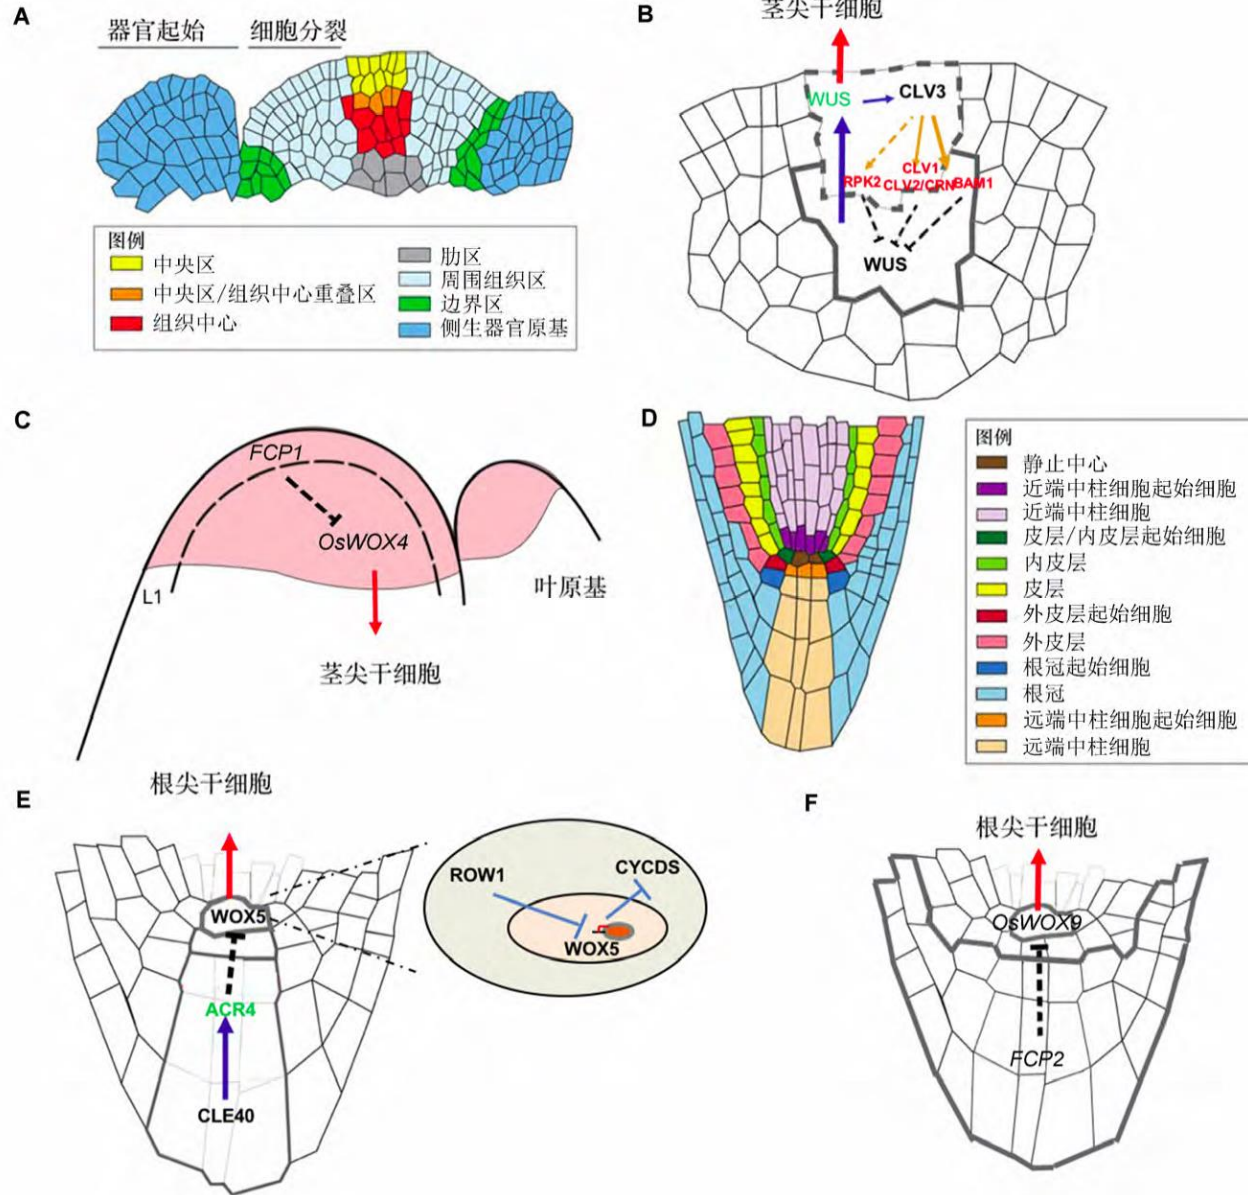 A
器官起始 细胞分裂
图例
中央区
中央区/组织中心重叠区
组织中心
肋区
周围组织区
边界区
侧生器官原基
B
茎尖干细胞
WUS
CLV3
CLV1
RPK2
CLV2/CRN
BAM1
WUS
C
FCP1
OsWOX4
L1
叶原基
茎尖干细胞
D
图例
静止中心
近端中柱细胞起始细胞
近端中柱细胞
皮层/内皮层起始细胞
内皮层
皮层
外皮层起始细胞
外皮层
根冠起始细胞
根冠
远端中柱细胞起始细胞
远端中柱细胞
E
根尖干细胞
WOX5
ACR4
CLE40
ROW1
CYCDS
WOX5
F
根尖干细胞
OsWOX9
FCP2